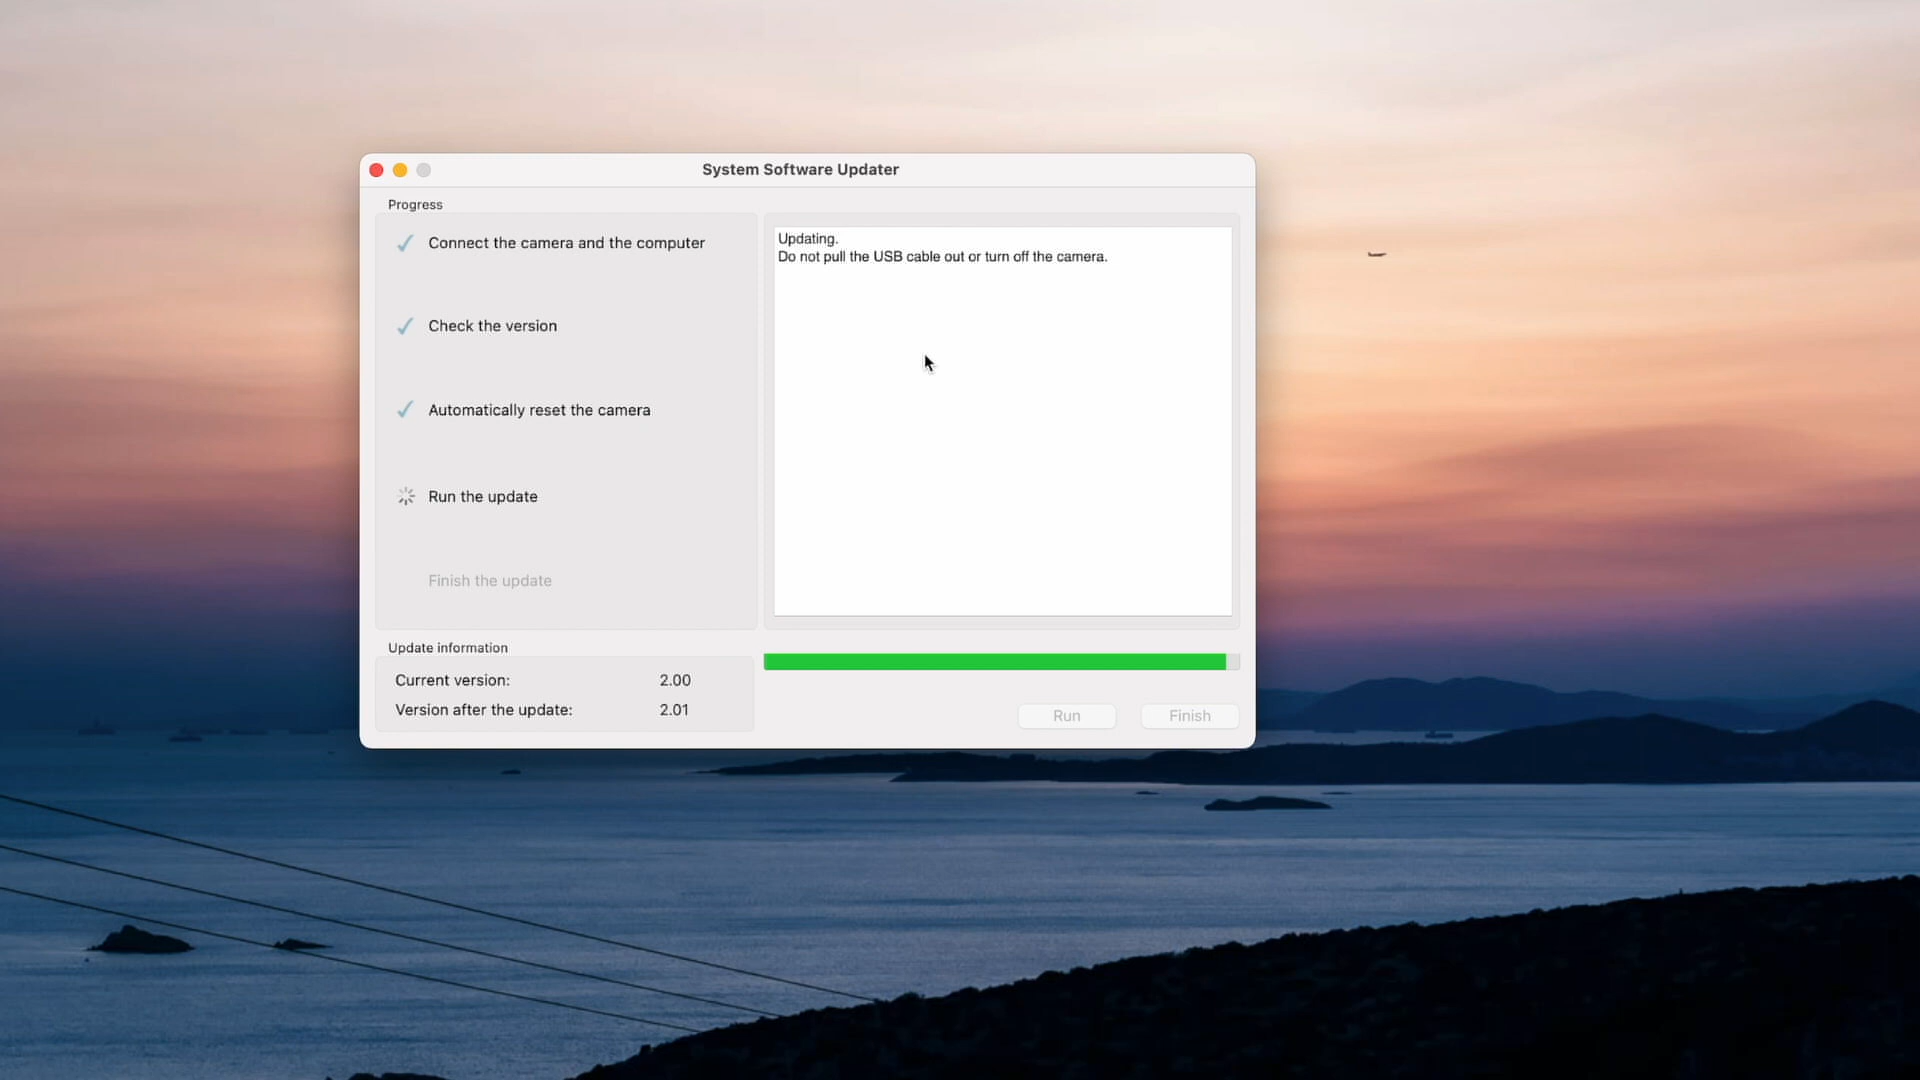 System Software Updater
Progress
Connect the camera and the computer
Check the version
Automatically reset the camera
Run the update
Finish the update
Updating.
Do not pull the USB cable out or turn off the camera.
Update information
Current version: 2.00
Version after the update: 2.01
Run
Finish